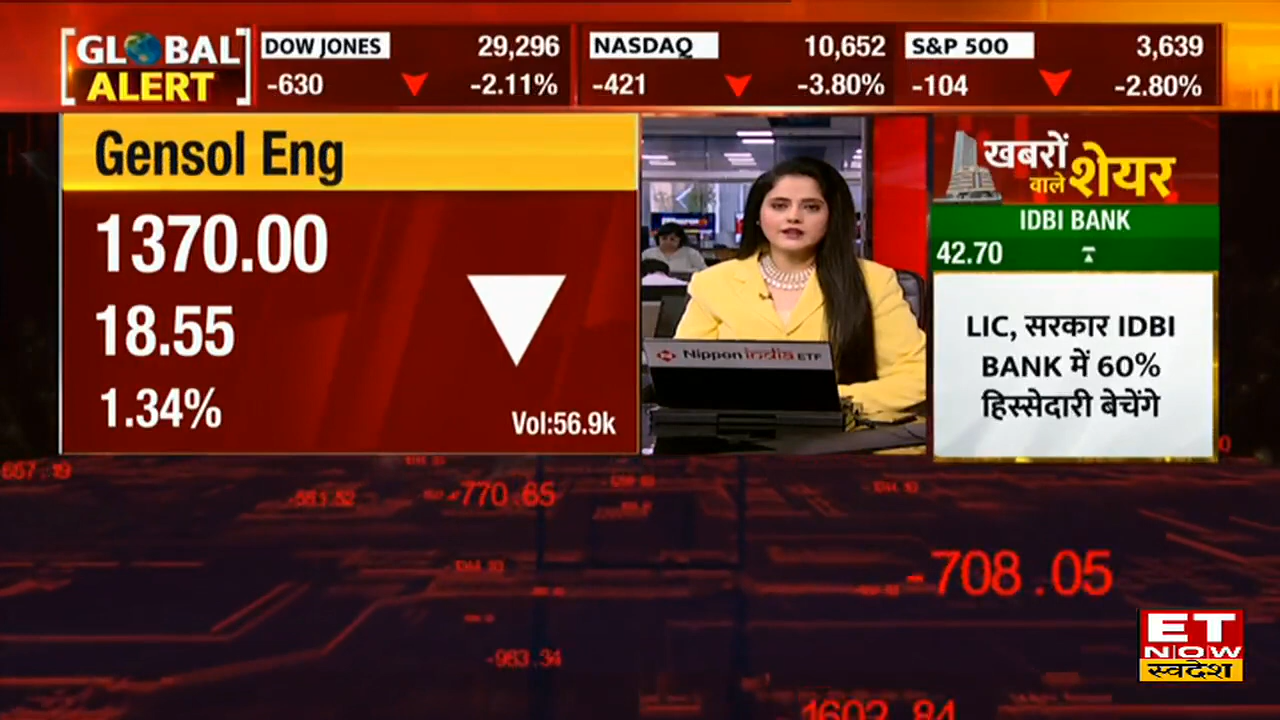 GLOBAL
ALERT
DOW JONES 29,296
-630 -2.11%
NASDAQ 10,652
-421 -3.80%
S&P 500 3,639
-104 -2.80%
Gensol Eng
1370.00
18.55
1.34%
Vol:56.9k
Nippon india ETF
खबरों
वाले शेयर
IDBI BANK
42.70
LIC, सरकार IDBI
BANK में 60%
हिस्सेदारी बेचेंगे
-770.65
-708.05
-983.34
1602.84
ET
NOW
स्वदेश